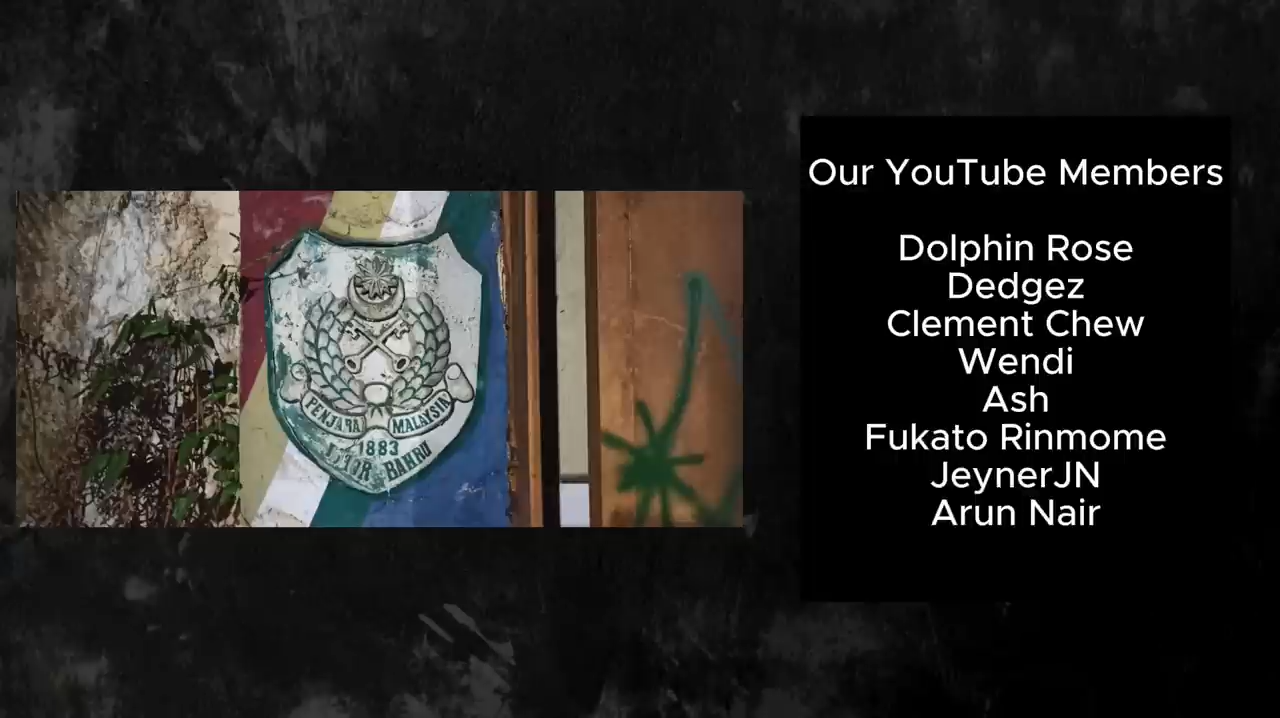 PENJARA MALAYSIA
1883
JOHOR BAHRU
Our YouTube Members
Dolphin Rose
Dedgez
Clement Chew
Wendi
Ash
Fukato Rinmome
JeynerJN
Arun Nair